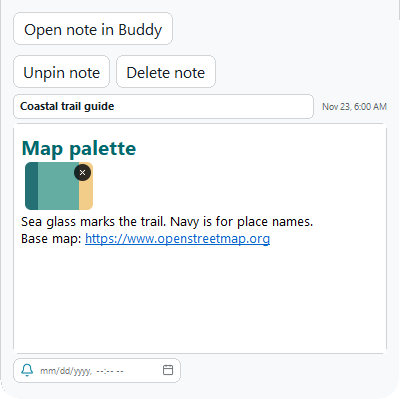 Open note in Buddy
Unpin note Delete note
Coastal trail guide Nov 23, 6:00 AM
Map palette
Sea glass marks the trail. Navy is for place names.
Base map: https://www.openstreetmap.org
mm/dd/yyyy, --:-- --